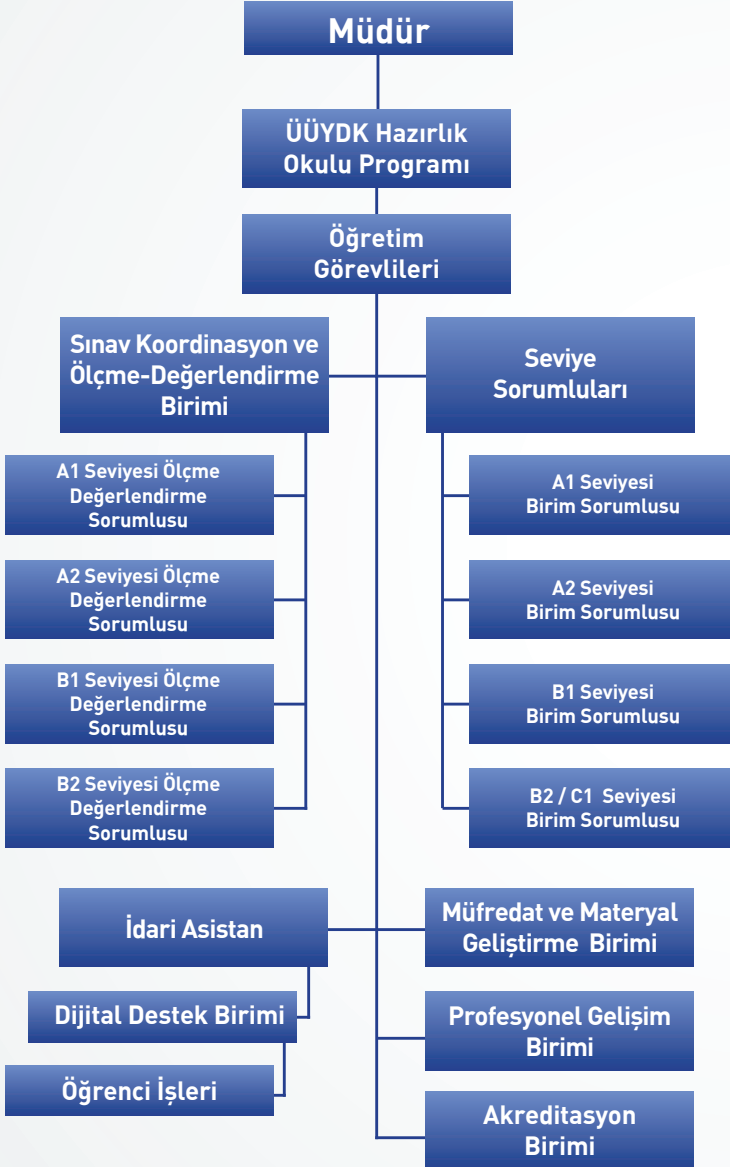 Müdür
ÜÜYDK Hazırlık
Okulu Programı
Öğretim
Görevlileri
Sınav Koordinasyon ve
Ölçme-Değerlendirme
Birimi
Seviye
Sorumluları
A1 Seviyesi Ölçme
Değerlendirme
Sorumlusu
A1 Seviyesi
Birim Sorumlusu
A2 Seviyesi Ölçme
Değerlendirme
Sorumlusu
A2 Seviyesi
Birim Sorumlusu
B1 Seviyesi Ölçme
Değerlendirme
Sorumlusu
B1 Seviyesi
Birim Sorumlusu
B2 Seviyesi Ölçme
Değerlendirme
Sorumlusu
B2 / C1 Seviyesi
Birim Sorumlusu
İdari Asistan
Müfredat ve Materyal
Geliştirme Birimi
Dijital Destek Birimi
Profesyonel Gelişim
Birimi
Öğrenci İşleri
Akreditasyon
Birimi